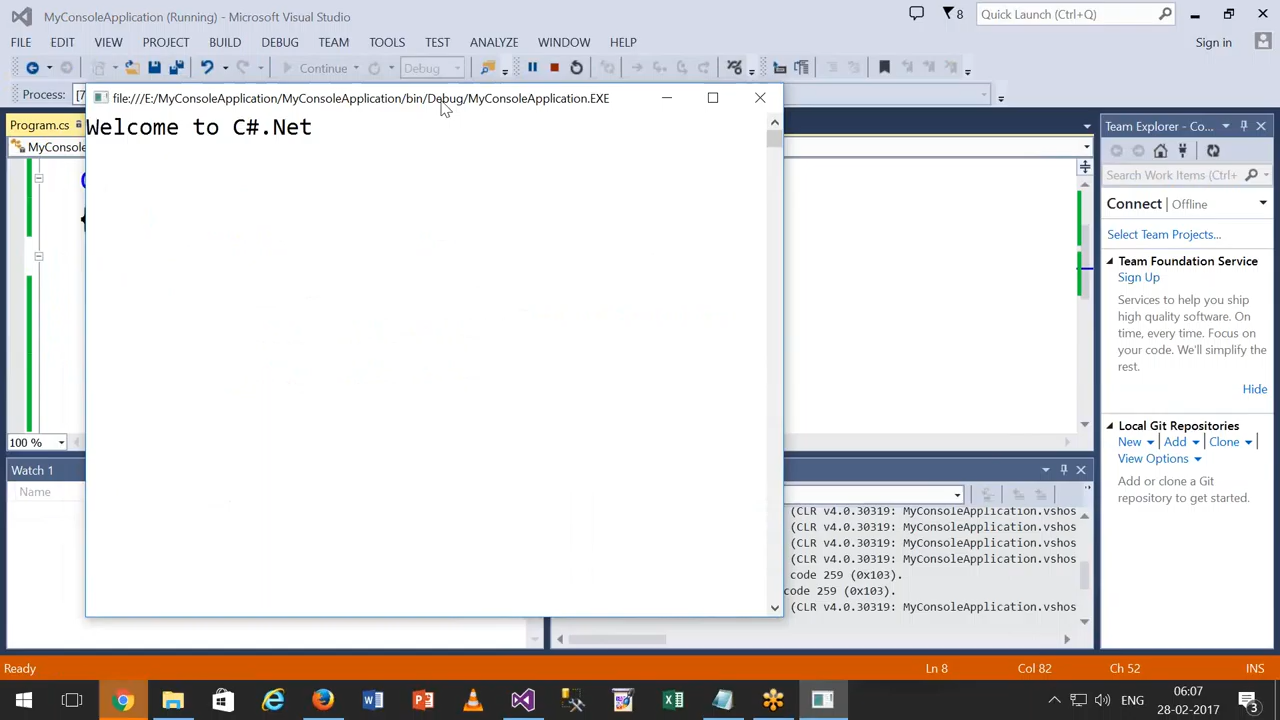 MyConsoleApplication (Running) - Microsoft Visual Studio
8
Quick Launch (Ctrl+Q)
FILE EDIT VIEW PROJECT BUILD DEBUG TEAM TOOLS TEST ANALYZE WINDOW HELP
Sign in
Continue
Debug
Process:
file:///E:/MyConsoleApplication/MyConsoleApplication/bin/Debug/MyConsoleApplication.EXE
Welcome to C#.Net
Program.cs
MyConsole
100 %
Watch 1
Name
(CLR v4.0.30319: MyConsoleApplication.vshos
(CLR v4.0.30319: MyConsoleApplication.vshos
(CLR v4.0.30319: MyConsoleApplication.vshos
(CLR v4.0.30319: MyConsoleApplication.vshos
code 259 (0x103).
code 259 (0x103).
(CLR v4.0.30319: MyConsoleApplication.vshos
Team Explorer - Co...
Search Work Items (Ctrl+
Connect | Offline
Select Team Projects...
Team Foundation Service
Sign Up
Services to help you ship
high quality software. On
time, every time. Focus on
your code. We'll simplify the
rest.
Hide
Local Git Repositories
New | Add | Clone |
View Options
Add or clone a Git
repository to get started.
Ready
Ln 8 Col 82 Ch 52 INS
ENG
06:07
28-02-2017
3